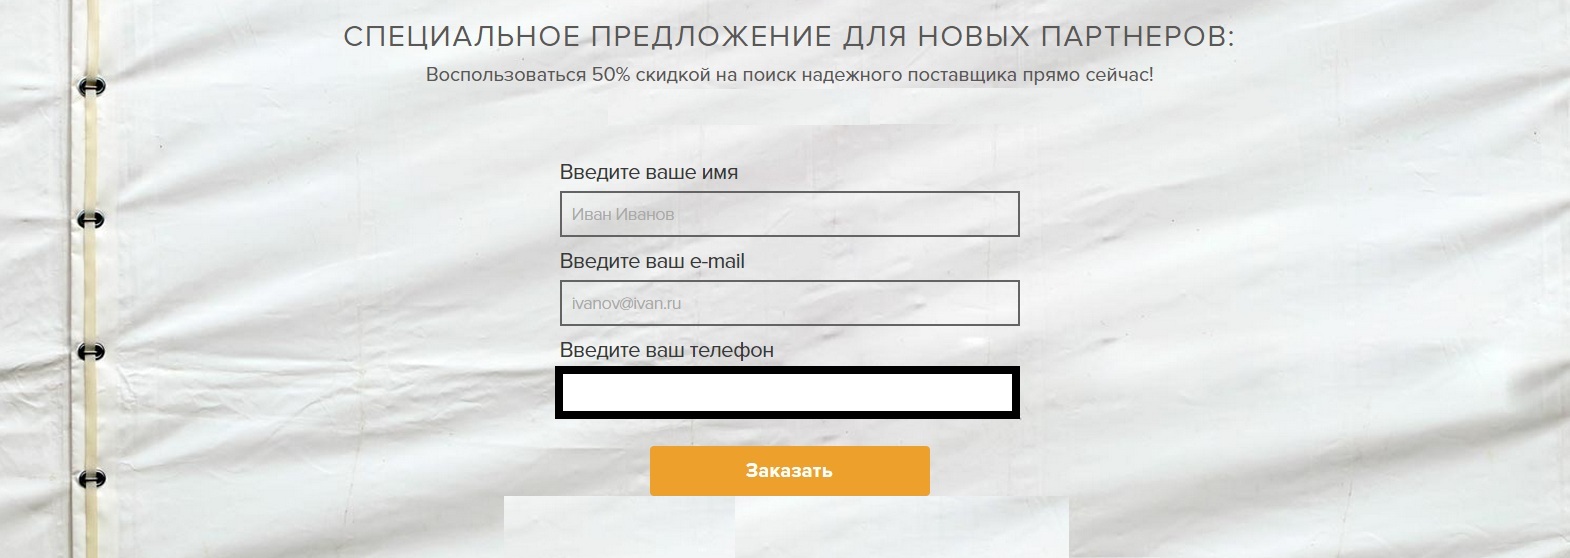 СПЕЦИАЛЬНОЕ ПРЕДЛОЖЕНИЕ ДЛЯ НОВЫХ ПАРТНЕРОВ:
Воспользоваться 50% скидкой на поиск надежного поставщика прямо сейчас!
Введите ваше имя
Иван Иванов
Введите ваш e-mail
ivanov@ivan.ru
Введите ваш телефон
Заказать